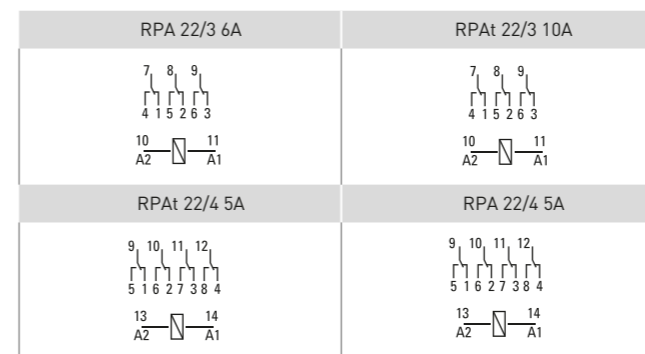 RPA 22/3 6A
RPAt 22/3 10A
7 8 9
4 1 5 2 6 3
10 11
A2 A1
7 8 9
4 1 5 2 6 3
10 11
A2 A1
RPAt 22/4 5A
RPA 22/4 5A
9 10 11 12
5 1 6 2 7 3 8 4
13 14
A2 A1
9 10 11 12
5 1 6 2 7 3 8 4
13 14
A2 A1